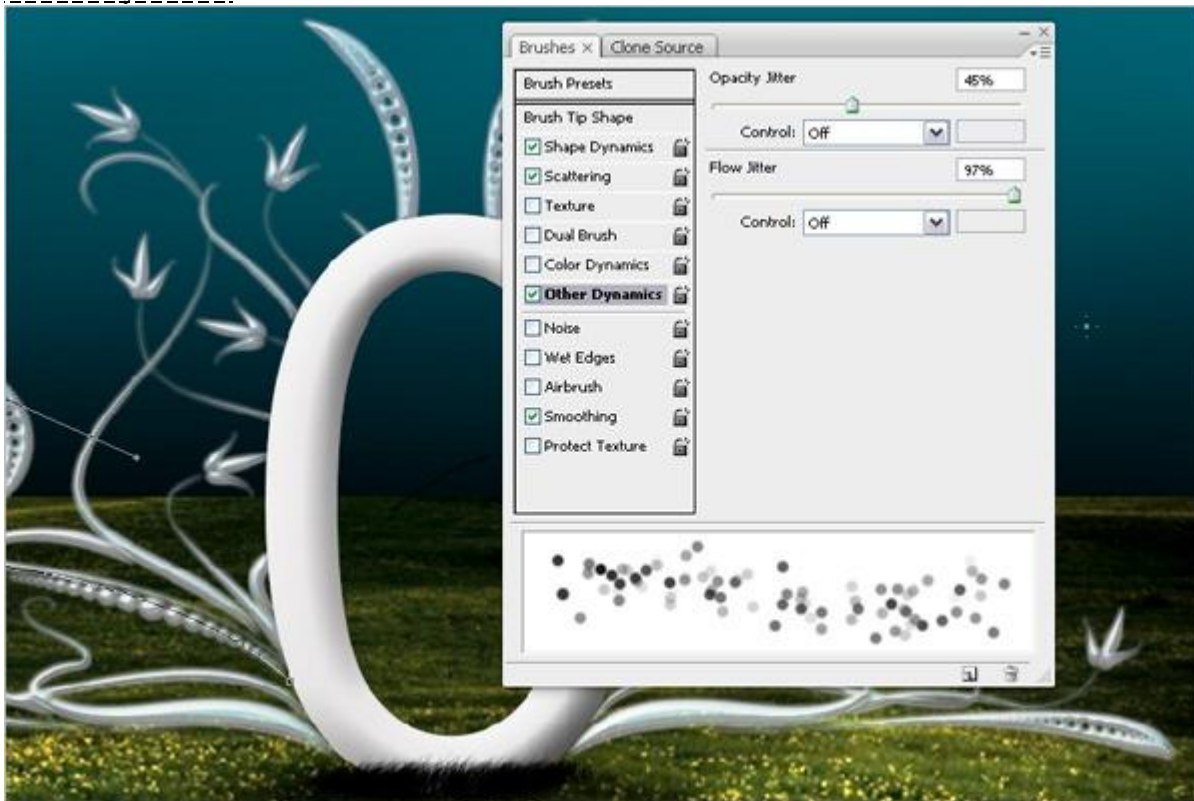 Brushes × Clone Source
Brush Presets
Brush Tip Shape
Shape Dynamics
Scattering
Texture
Dual Brush
Color Dynamics
Other Dynamics
Noise
Wet Edges
Airbrush
Smoothing
Protect Texture
Opacity Jitter 45%
Control: Off
Flow Jitter 97%
Control: Off